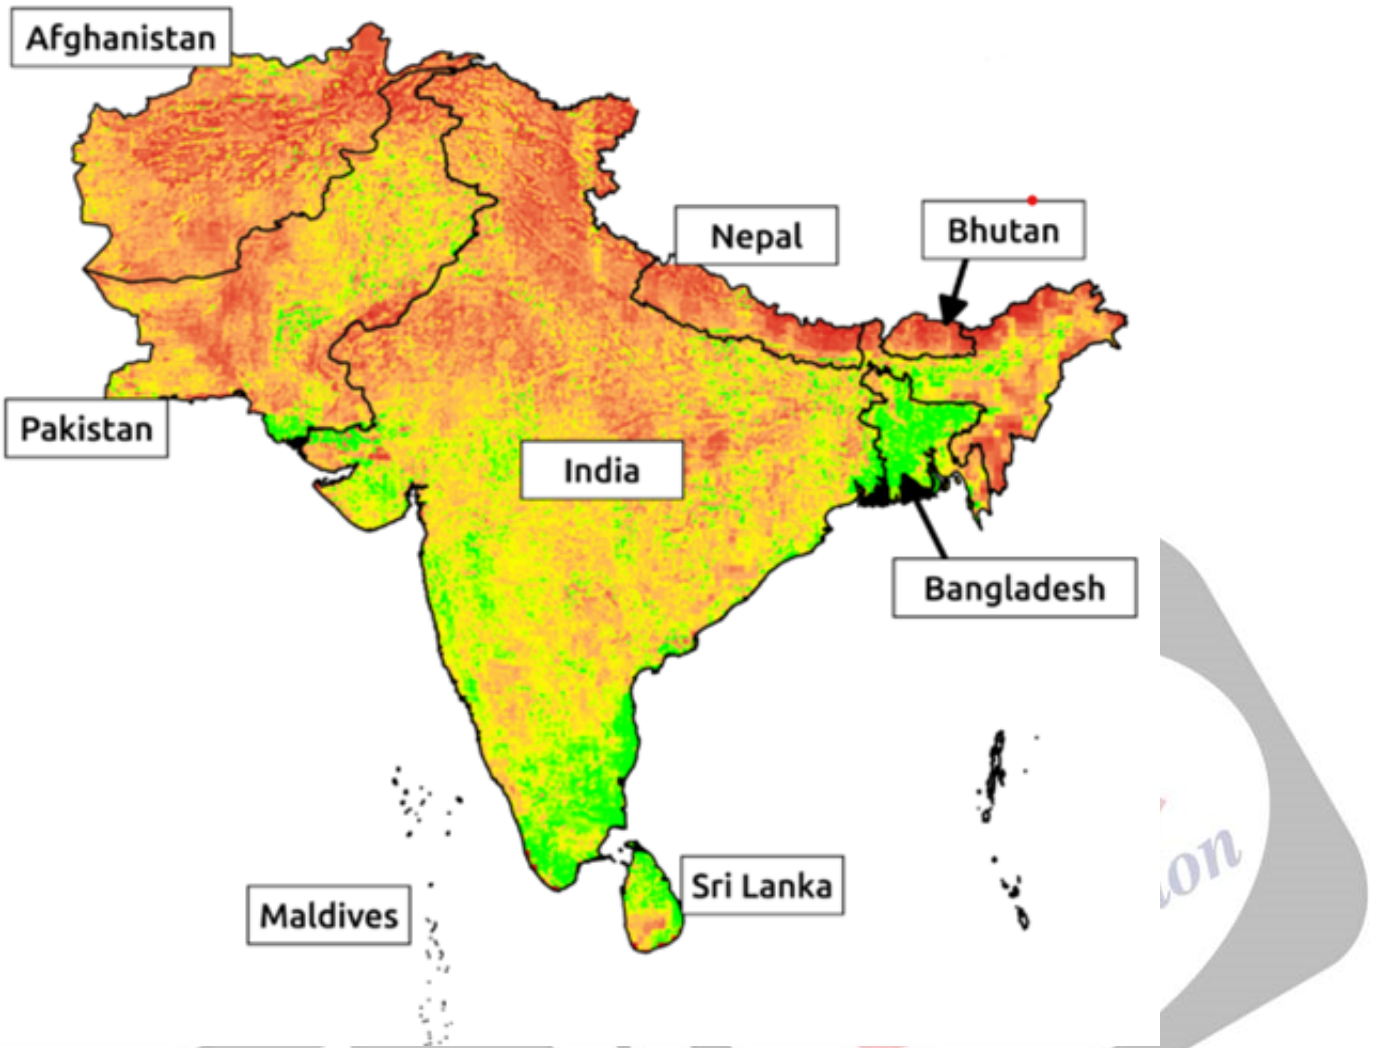 Afghanistan
Nepal
Bhutan
Pakistan
India
Bangladesh
Sri Lanka
Maldives